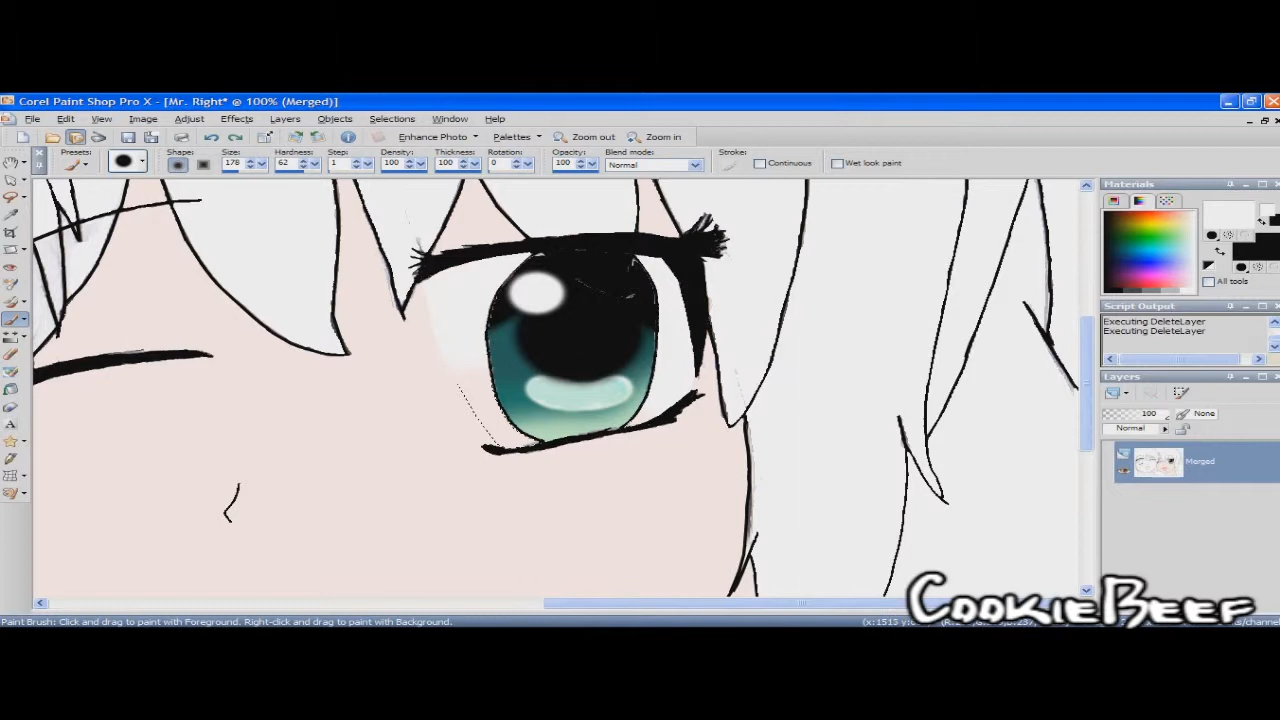 Corel Paint Shop Pro X - [Mr. Right* @ 100% (Merged)]
File Edit View Image Adjust Effects Layers Objects Selections Window Help
Enhance Photo Palettes Zoom out Zoom in
Presets: Shape: Size: Hardness: Step: Density: Thickness: Rotation: Opacity: Blend mode: Stroke:
178 62 1 100 100 0 100 Normal Continuous Wet look paint
Materials
All tools
Script Output
Executing DeleteLayer
Executing DeleteLayer
Layers
100 None
Normal
Merged
CookieBeef
Paint Brush: Click and drag to paint with Foreground. Right-click and drag to paint with Background.